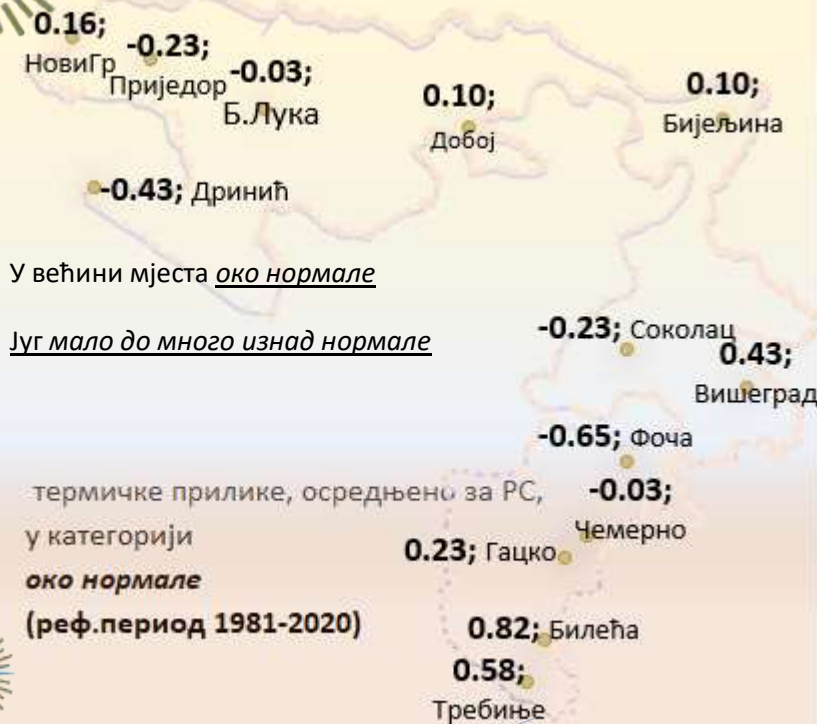 0.16;
НовиГр
-0.23;
Приједор
-0.03;
Б.Лука
0.10;
Добој
0.10;
Бијељина
-0.43; Дринић
У већини мјеста око нормале
Југ мало до много изнад нормале
-0.23; Соколац
0.43;
Вишеград
-0.65; Фоча
термичке прилике, осредњено за РС,
у категорији
око нормале
(реф.период 1981-2020)
-0.03;
Чемерно
0.23; Гацко
0.82; Билећа
0.58;
Требиње